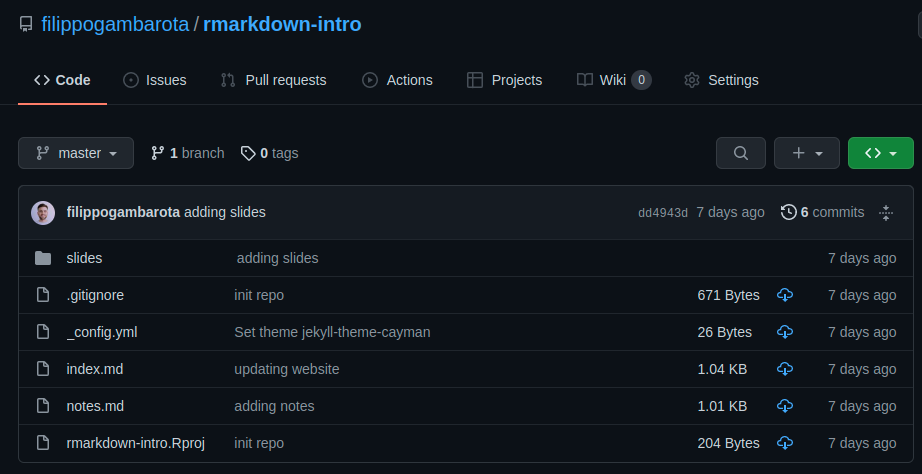 filippogambarota / rmarkdown-intro
Code Issues Pull requests Actions Projects Wiki 0 Settings
master 1 branch 0 tags
filippogambarota adding slides dd4943d 7 days ago 6 commits
slides adding slides 7 days ago
.gitignore init repo 671 Bytes 7 days ago
_config.yml Set theme jekyll-theme-cayman 26 Bytes 7 days ago
index.md updating website 1.04 KB 7 days ago
notes.md adding notes 1.01 KB 7 days ago
rmarkdown-intro.Rproj init repo 204 Bytes 7 days ago